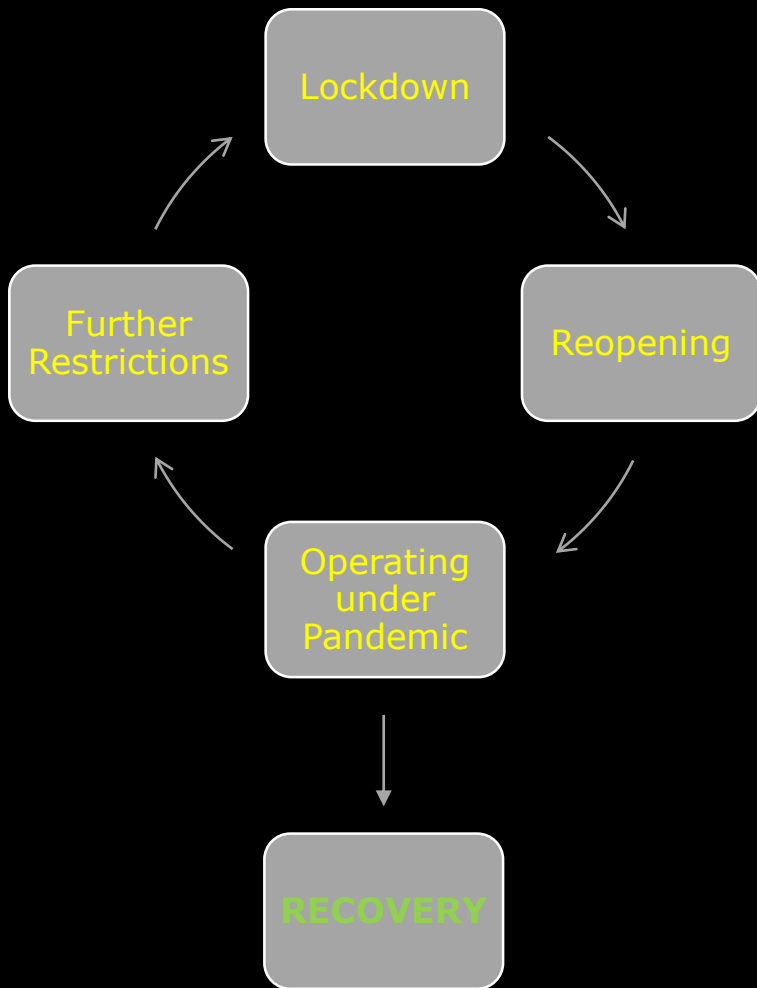 Lockdown
Further
Restrictions
Reopening
Operating
under
Pandemic
RECOVERY